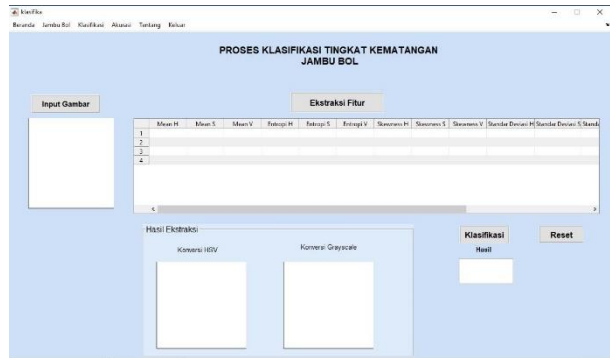 klasifika
Beranda Jambu Bol Klasifikasi Akurasi Tentang Keluar
PROSES KLASIFIKASI TINGKAT KEMATANGAN
JAMBU BOL
Input Gambar
Ekstraksi Fitur
Mean H Mean S Mean V Entropi H Entropi S Entropi V Skewness H Skewness S Skewness V Standar Deviasi H Standar Deviasi S Standa
1
2
3
4
Hasil Ekstraksi
Konversi HSV
Konversi Grayscale
Klasifikasi
Reset
Hasil